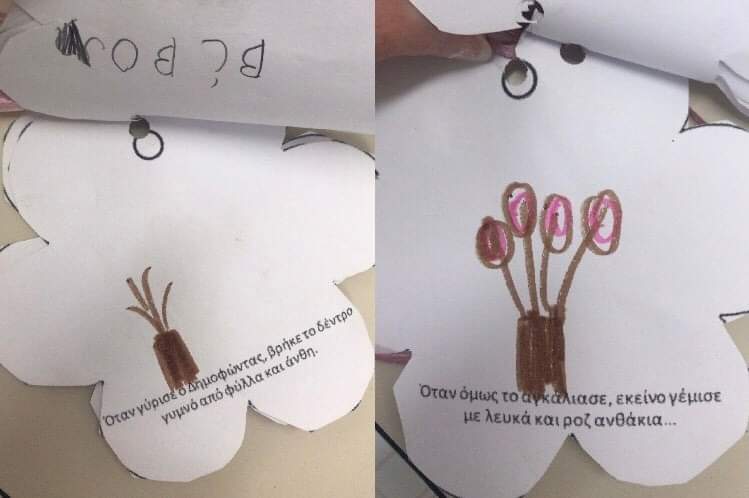 Όταν γύρισε ο Δημοφώντας, βρήκε το δέντρο
γυμνό από φύλλα και άνθη.
Όταν όμως το αγκάλιασε, εκείνο γέμισε
με λευκά και ροζ ανθάκια...